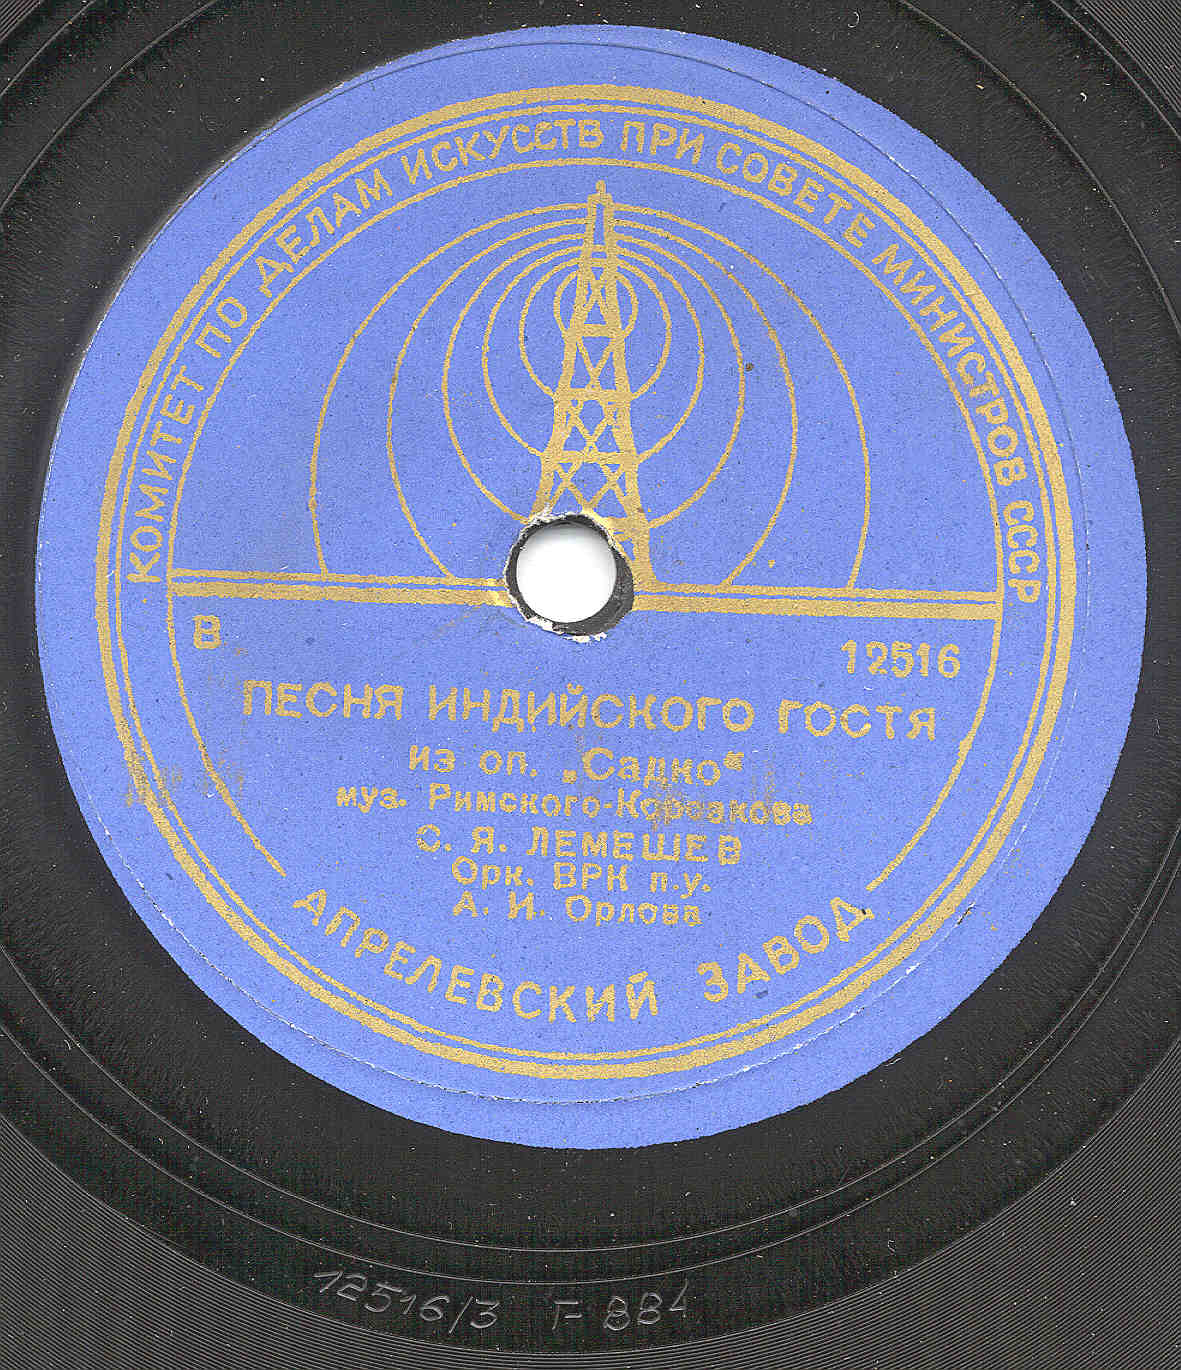 КОМИТЕТ ПО ДЕЛАМ ИСКУССТВ ПРИ СОВЕТЕ МИНИСТРОВ СССР
В 12516
ПЕСНЯ ИНДИЙСКОГО ГОСТЯ
из оп. „Садко“
муз. Римского-Корсакова
С. Я. ЛЕМЕШЕВ
Орк. ВРК п.у.
А. И. Орлова
АПРЕЛЕВСКИЙ ЗАВОД
12516/3 F 884